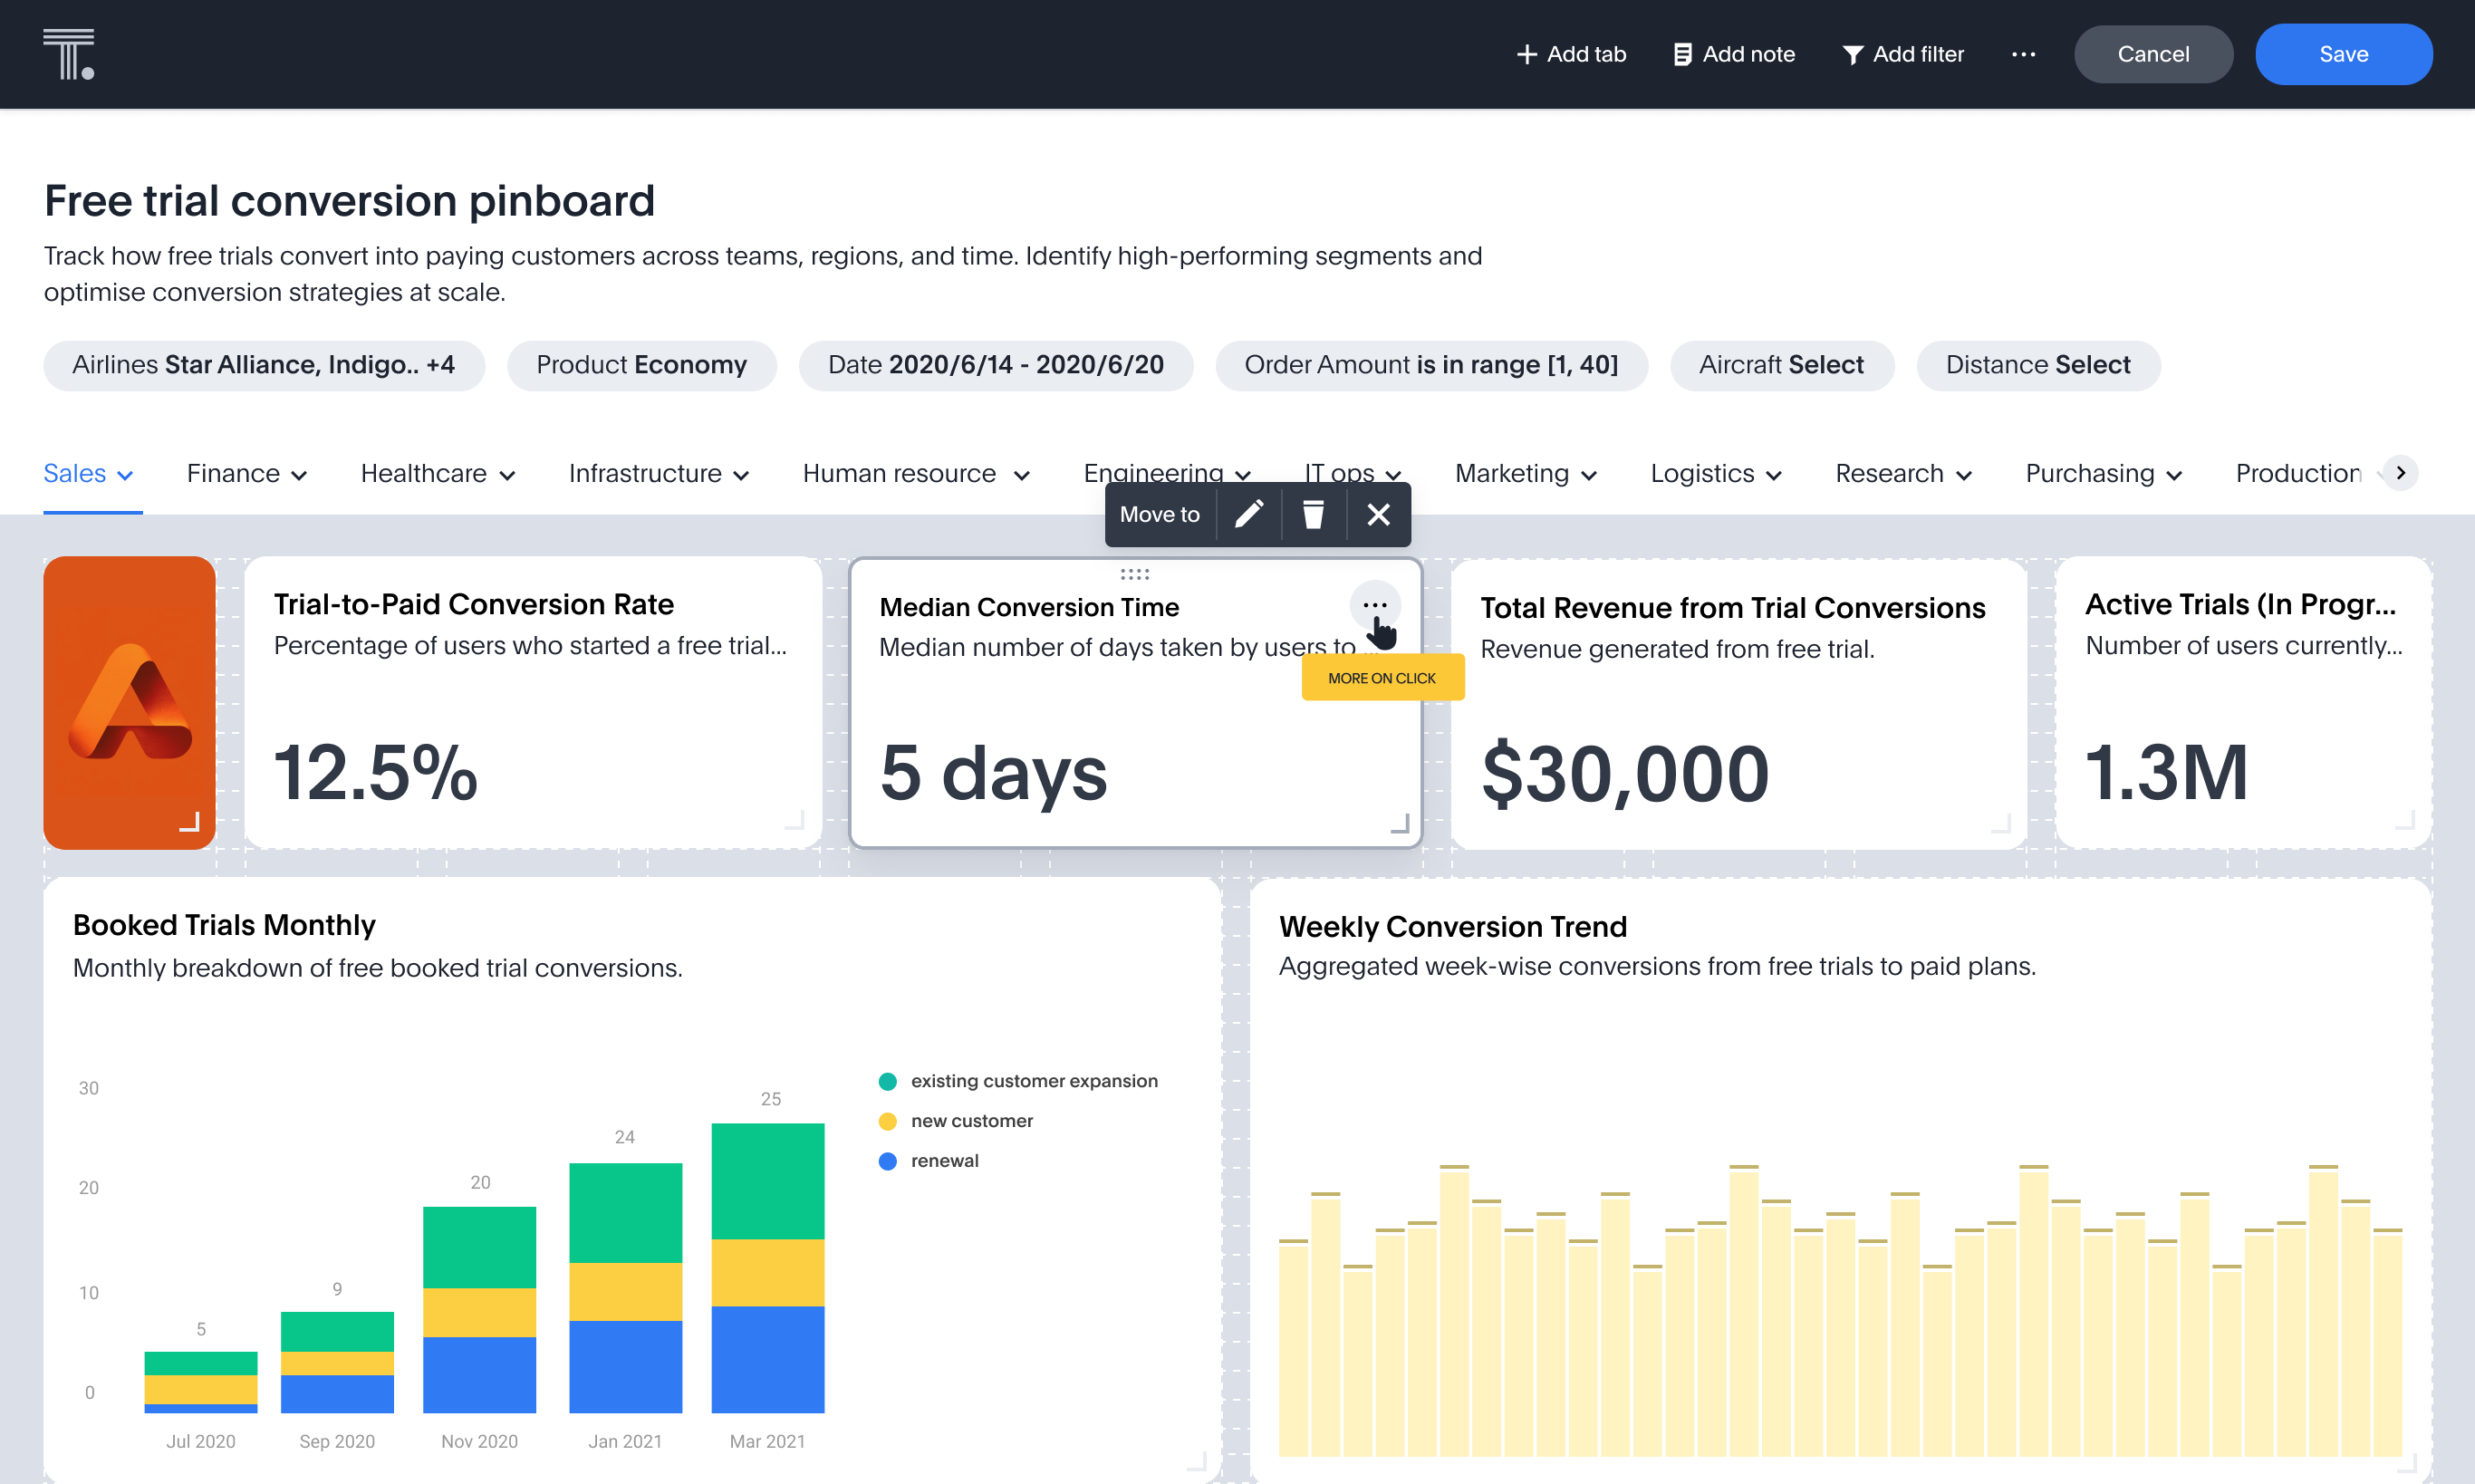 T.
Add tab
Add note
Add filter
Cancel
Save
Free trial conversion pinboard
Track how free trials convert into paying customers across teams, regions, and time. Identify high-performing segments and
optimise conversion strategies at scale.
Airlines Star Alliance, Indigo.. +4
Product Economy
Date 2020/6/14 - 2020/6/20
Order Amount is in range [1, 40]
Aircraft Select
Distance Select
Sales
Finance
Healthcare
Infrastructure
Human resource
Engineering
IT ops
Marketing
Logistics
Research
Purchasing
Production
Move to
Trial-to-Paid Conversion Rate
Percentage of users who started a free trial...
12.5%
Median Conversion Time
Median number of days taken by users to ...
MORE ON CLICK
5 days
Total Revenue from Trial Conversions
Revenue generated from free trial.
$30,000
Active Trials (In Progr...
Number of users currently...
1.3M
Booked Trials Monthly
Monthly breakdown of free booked trial conversions.
30
20
10
0
5
9
20
24
25
Jul 2020
Sep 2020
Nov 2020
Jan 2021
Mar 2021
existing customer expansion
new customer
renewal
Weekly Conversion Trend
Aggregated week-wise conversions from free trials to paid plans.